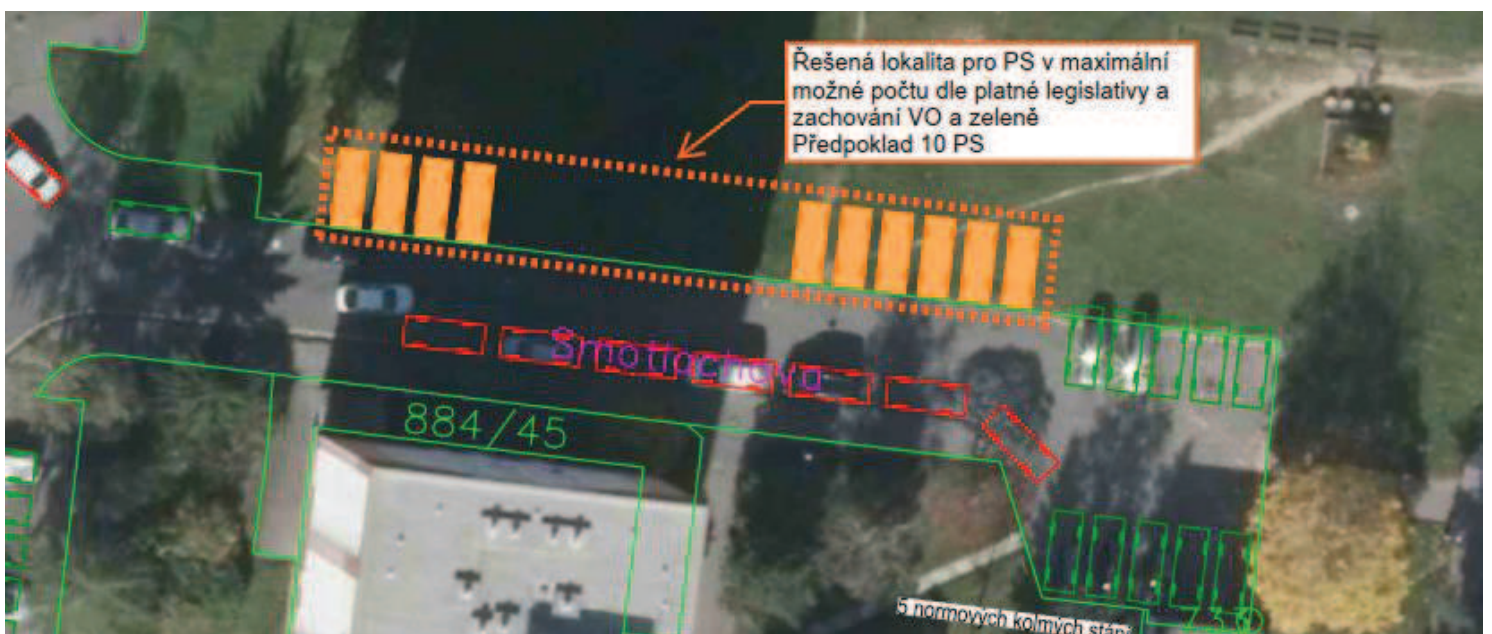 Řešená lokalita pro PS v maximální
možné počtu dle platné legislativy a
zachování VO a zeleně
Předpoklad 10 PS
Šmotlachova
884/45
5 normových kolmých stání